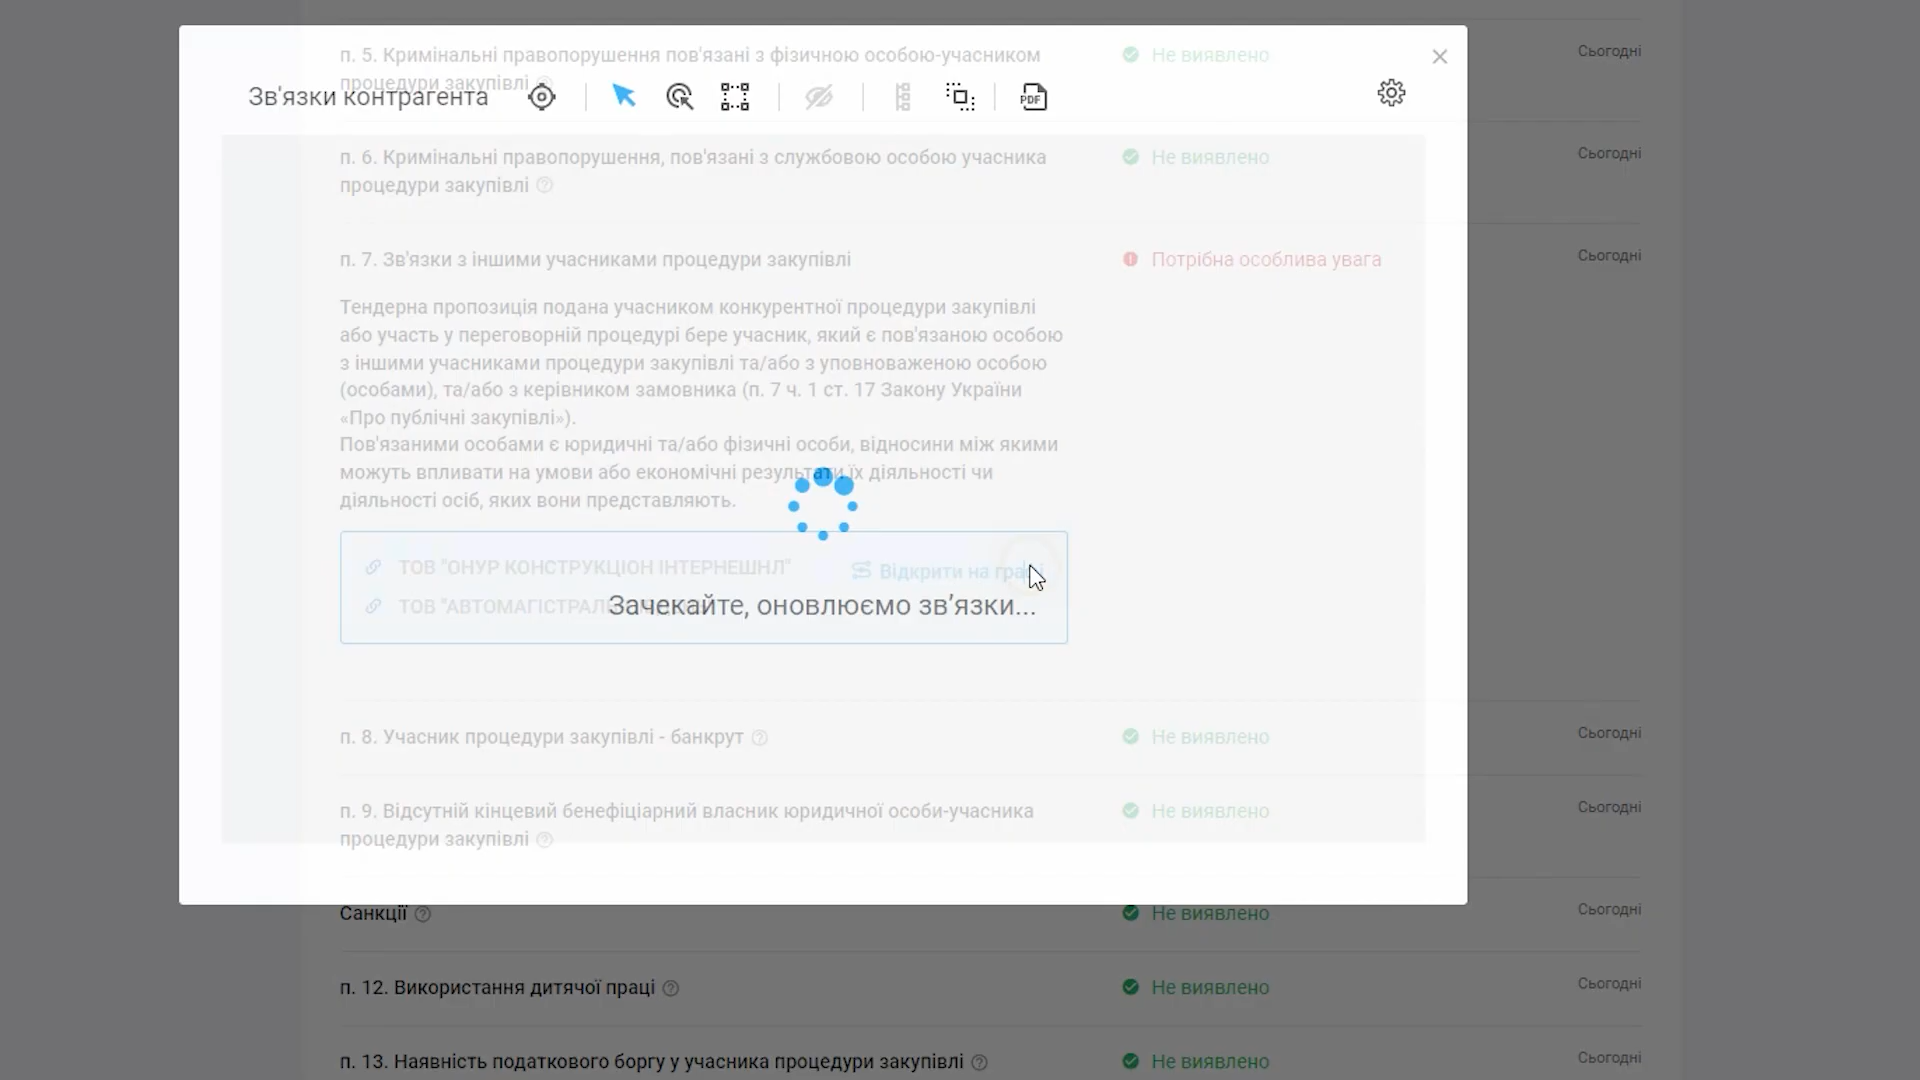 п. 5. Кримінальні правопорушення пов'язані з фізичною особою-учасником
процедури закупівлі
Не виявлено
Сьогодні
Зв'язки контрагента
PDF
п. 6. Кримінальні правопорушення, пов'язані з службовою особою учасника
процедури закупівлі
Не виявлено
Сьогодні
п. 7. Зв'язки з іншими учасниками процедури закупівлі
Потрібна особлива увага
Сьогодні
Тендерна пропозиція подана учасником конкурентної процедури закупівлі
або участь у переговорній процедурі бере учасник, який є пов'язаною особою
з іншими учасниками процедури закупівлі та/або з уповноваженою особою
(особами), та/або з керівником замовника (п. 7 ч. 1 ст. 17 Закону України
«Про публічні закупівлі»).
Пов'язаними особами є юридичні та/або фізичні особи, відносини між якими
можуть впливати на умови або економічні результати їх діяльності чи
діяльності осіб, яких вони представляють.
ТОВ "ОНУР КОНСТРУКЦІОН ІНТЕРНЕШНЛ"
Відкрити на графі
ТОВ "АВТОМАГІСТРАЛЬ
Зачекайте, оновлюємо зв’язки...
п. 8. Учасник процедури закупівлі - банкрут
Не виявлено
Сьогодні
п. 9. Відсутній кінцевий бенефіціарний власник юридичної особи-учасника
процедури закупівлі
Не виявлено
Сьогодні
Санкції
Не виявлено
Сьогодні
п. 12. Використання дитячої праці
Не виявлено
Сьогодні
п. 13. Наявність податкового боргу у учасника процедури закупівлі
Не виявлено
Сьогодні